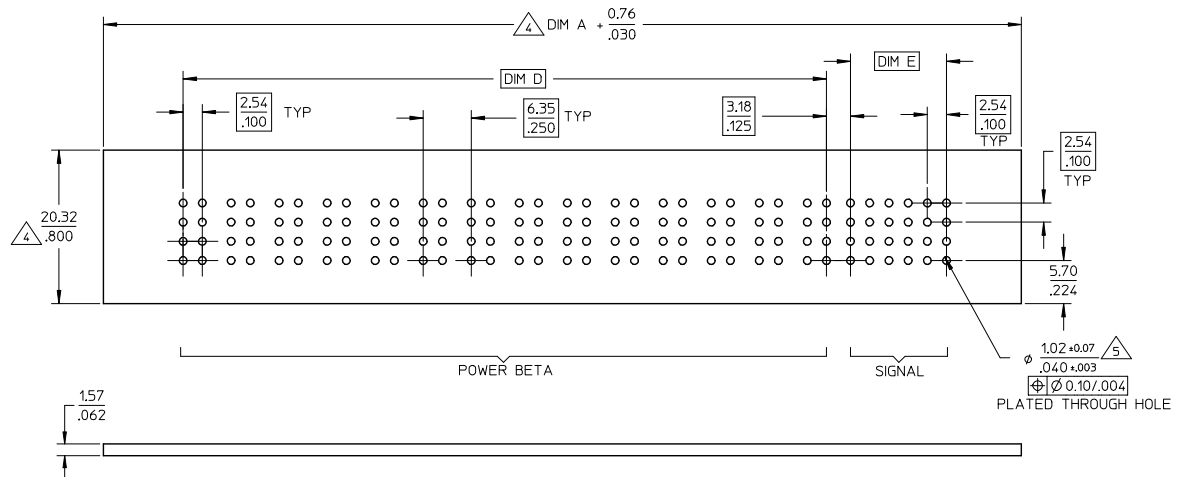 4 DIM A + 0.76
.030
DIM D
DIM E
2.54
.100
TYP
6.35
.250
TYP
3.18
.125
2.54
.100
TYP
2.54
.100
TYP
4
20.32
.800
5.70
.224
POWER BETA
SIGNAL
ø 1.02 ±0.07
.040 ±.003
5
⌖ Ø 0.10/.004
PLATED THROUGH HOLE
1.57
.062